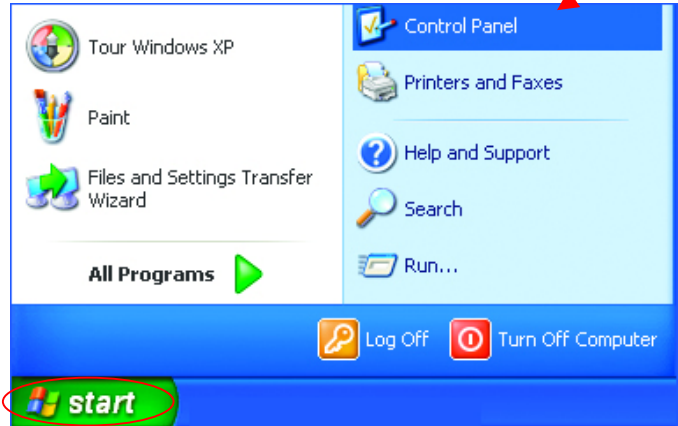 Tour Windows XP
Paint
Files and Settings Transfer
Wizard
All Programs
Control Panel
Printers and Faxes
Help and Support
Search
Run...
Log Off
Turn Off Computer
start